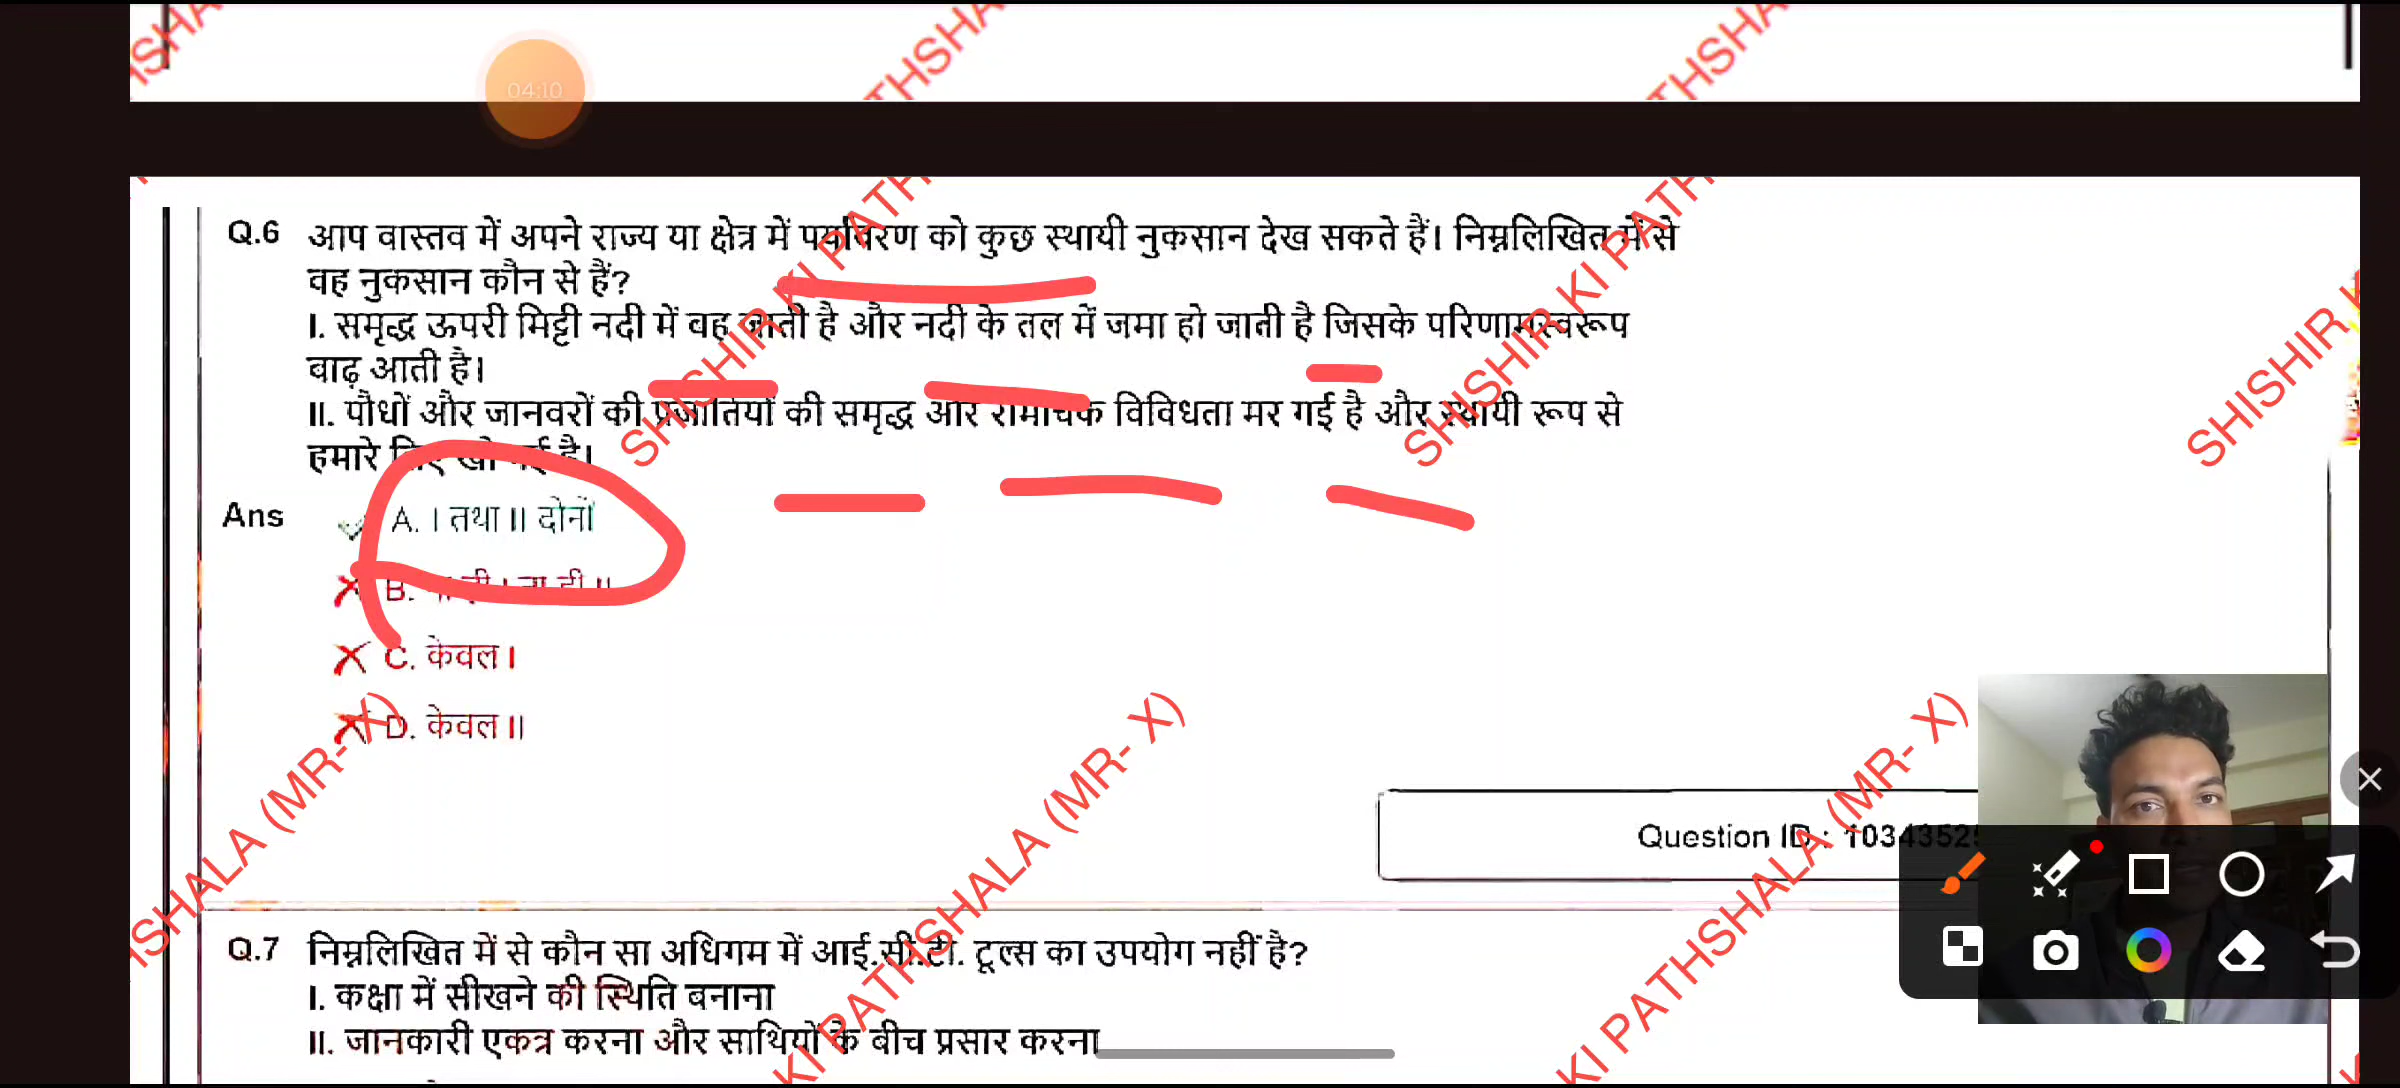 04:10
Q.6 आप वास्तव में अपने राज्य या क्षेत्र में पर्यावरण को कुछ स्थायी नुकसान देख सकते हैं। निम्नलिखित में से
वह नुकसान कौन से हैं?
I. समृद्ध ऊपरी मिट्टी नदी में वह जाती है और नदी के तल में जमा हो जाती है जिसके परिणामस्वरूप
बाढ़ आती है।
II. पौधों और जानवरों की प्रजातियों की समृद्ध और रोमांचक विविधता मर गई है और स्थायी रूप से
हमारे लिए खो गई है।
Ans A. I तथा II दोनों
B. ना ही I ना ही II
C. केवल I
D. केवल II
Question ID : 1034352
Q.7 निम्नलिखित में से कौन सा अधिगम में आई.सी.टी. टूल्स का उपयोग नहीं है?
I. कक्षा में सीखने की स्थिति बनाना
II. जानकारी एकत्र करना और साथियों के बीच प्रसार करना
SHISHIR KI PATHSHALA (MR- X)